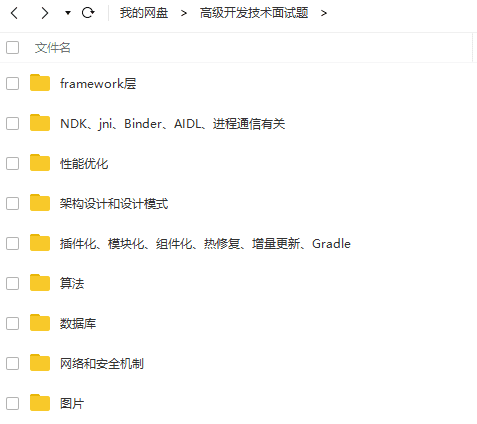 我的网盘 > 高级开发技术面试题 >
文件名
framework层
NDK、jni、Binder、AIDL、进程通信有关
性能优化
架构设计和设计模式
插件化、模块化、组件化、热修复、增量更新、Gradle
算法
数据库
网络和安全机制
图片